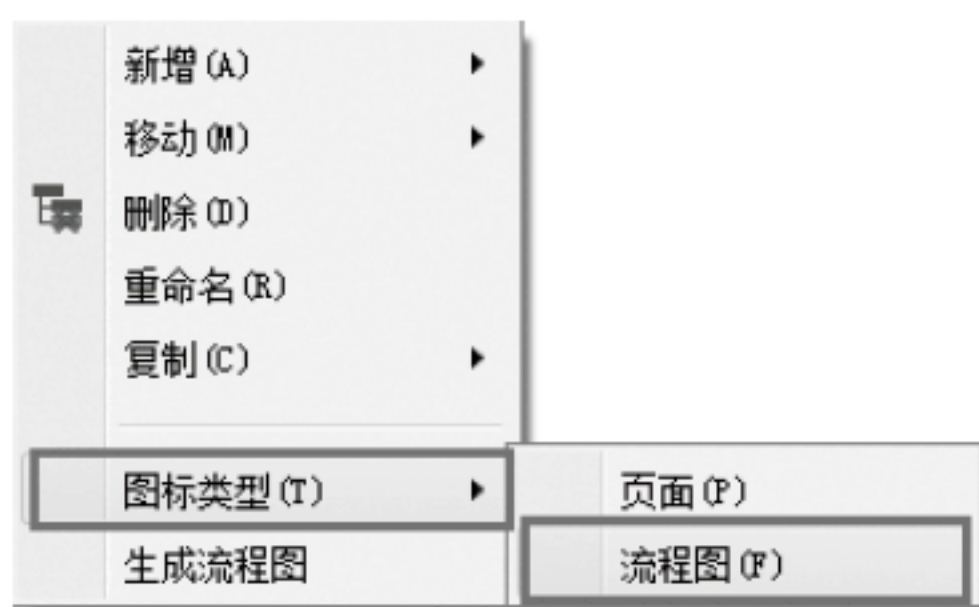 新增(A)
移动(M)
删除(D)
重命名(R)
复制(C)
图标类型(T)
页面(P)
生成流程图
流程图(F)